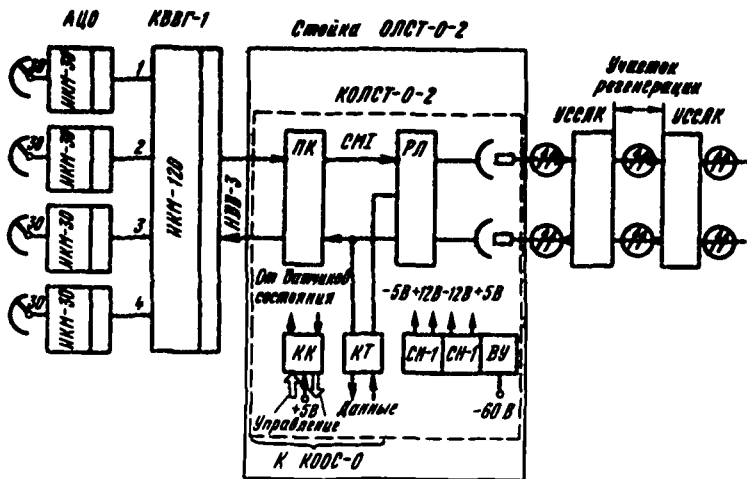 АЦО
КВВГ-1
Стойка ОЛСТ-О-2
30
ИКМ-30
1
30
ИКМ-30
2
30
ИКМ-30
3
30
ИКМ-30
4
ИКМ-120
КОЛСТ-О-2
ПК
CMI
РЛ
Участок
регенерации
УССЛК
УССЛК
От Датчиков
состояния
-5В+12В-12В+5В
КК
КТ
СН-1
СН-1
ВУ
+5В
Управление
Данные
-60 В
К КООС-О